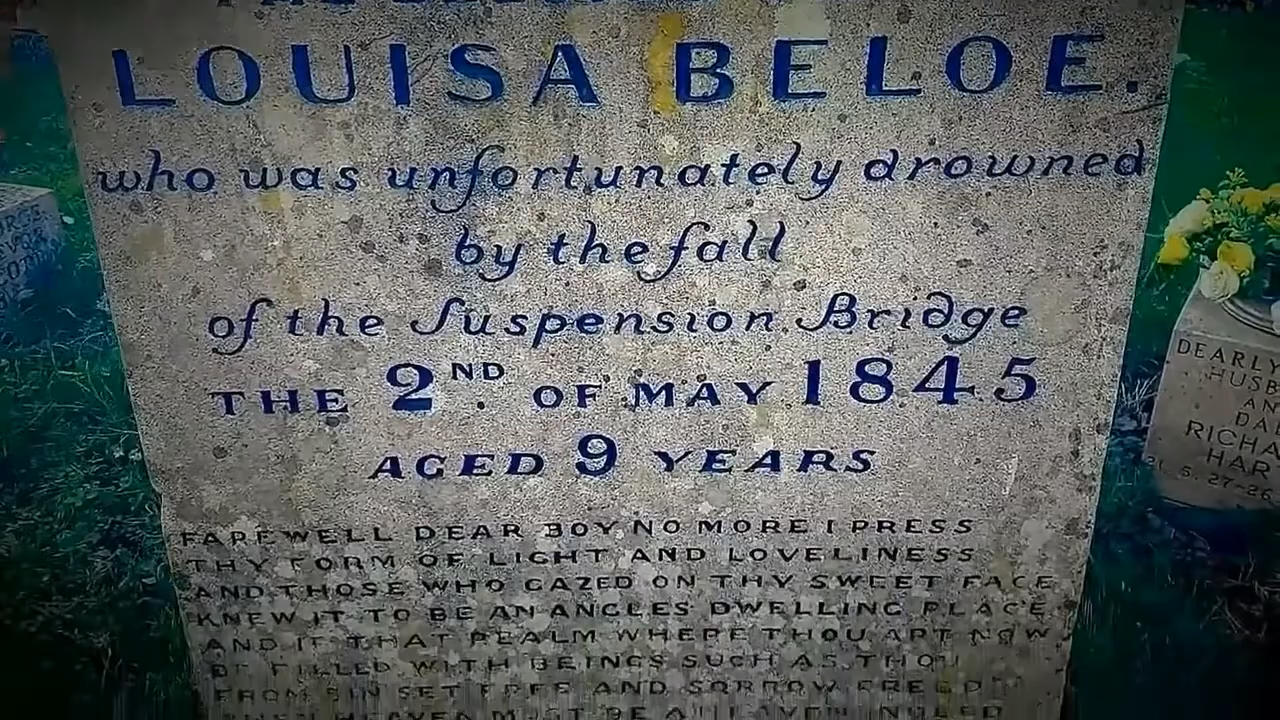 LOUISA BELOE.
who was unfortunately drowned
by the fall
of the Suspension Bridge
THE 2ND OF MAY 1845
AGED 9 YEARS
FAREWELL DEAR BOY NO MORE I PRESS
THY FORM OF LIGHT AND LOVELINESS
AND THOSE WHO GAZED ON THY SWEET FACE
KNEW IT TO BE AN ANGLES DWELLING PLACE
AND IF THAT REALM WHERE THOU ART NOW
BE FILLED WITH BEINGS SUCH AS THOU
FROM SIN SET FREE AND SORROW FREED
HEAVEN MUST BE
DEARLY
HUSB
AN
DA
RICHA
HAR